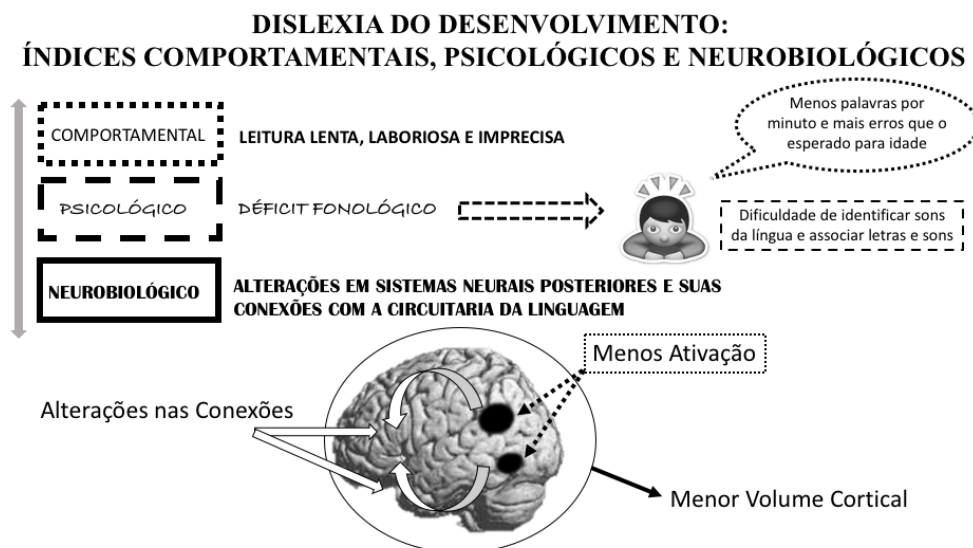 DISLEXIA DO DESENVOLVIMENTO:
ÍNDICES COMPORTAMENTAIS, PSICOLÓGICOS E NEUROBIOLÓGICOS
COMPORTAMENTAL
LEITURA LENTA, LABORIOSA E IMPRECISA
Menos palavras por
minuto e mais erros que o
esperado para idade
PSICOLÓGICO
DÉFICIT FONOLÓGICO
Dificuldade de identificar sons
da língua e associar letras e sons
NEUROBIOLÓGICO
ALTERAÇÕES EM SISTEMAS NEURAIS POSTERIORES E SUAS
CONEXÕES COM A CIRCUITARIA DA LINGUAGEM
Menos Ativação
Alterações nas Conexões
Menor Volume Cortical